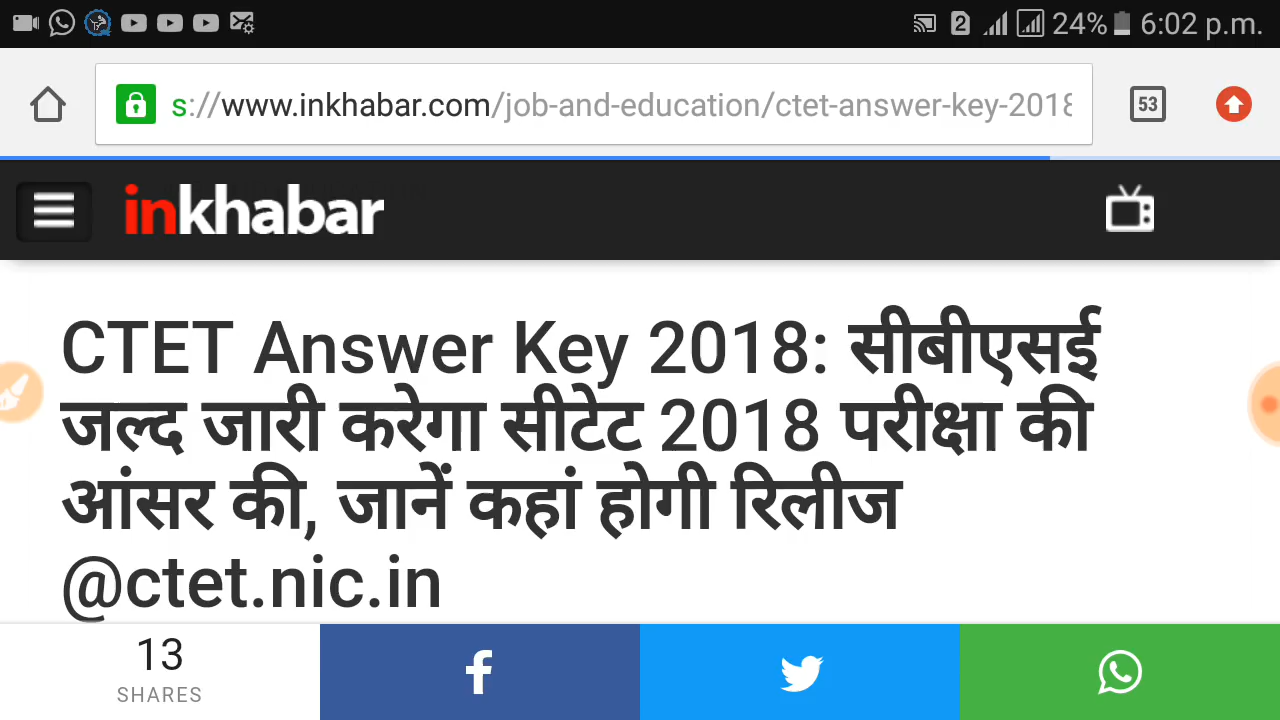 2 24% 6:02 p.m.
s://www.inkhabar.com/job-and-education/ctet-answer-key-2018 53
inkhabar
CTET Answer Key 2018: सीबीएसई
जल्द जारी करेगा सीटेट 2018 परीक्षा की
आंसर की, जानें कहां होगी रिलीज
@ctet.nic.in
13
SHARES